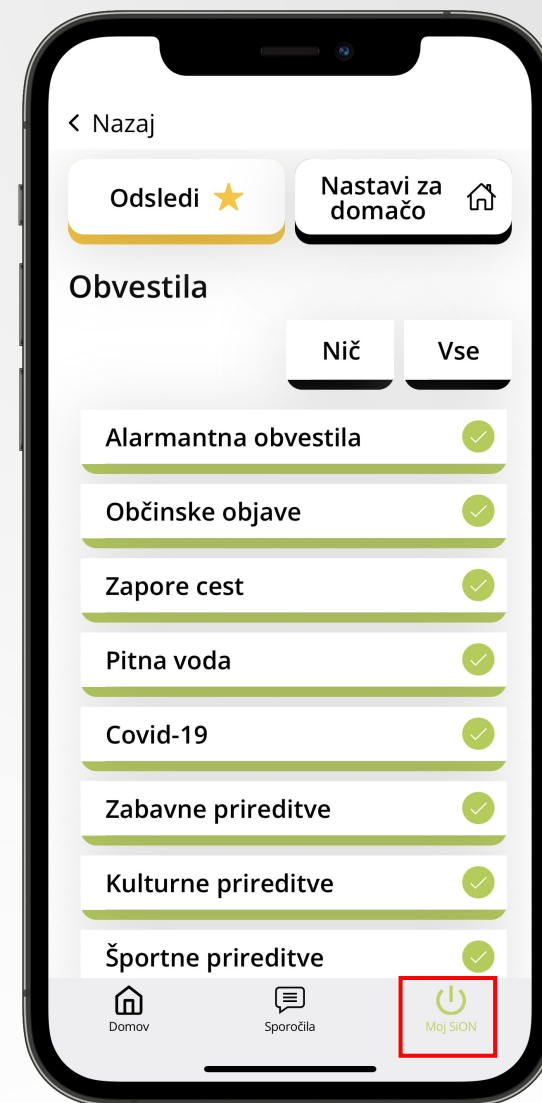 Nazaj
Odsledi
Nastavi za
domačo
Obvestila
Nič
Vse
Alarmantna obvestila
Občinske objave
Zapore cest
Pitna voda
Covid-19
Zabavne prireditve
Kulturne prireditve
Športne prireditve
Domov
Sporočila
Moj SiON